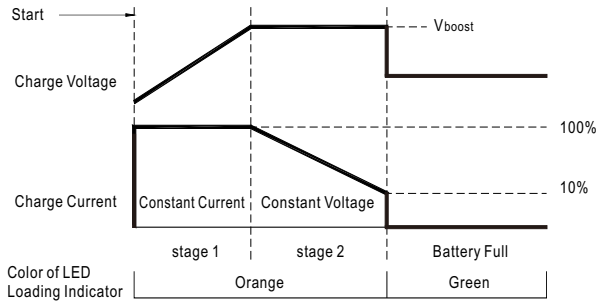 Start
Vboost
Charge Voltage
100%
10%
Charge Current
Constant Current
Constant Voltage
stage 1
stage 2
Battery Full
Color of LED
Loading Indicator
Orange
Green